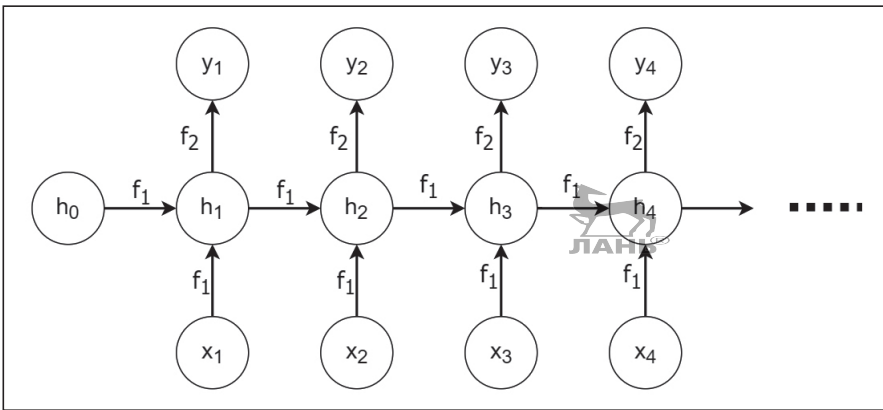 y₁ y₂ y₃ y₄
f₂ f₂ f₂ f₂
h₀ f₁ h₁ f₁ h₂ f₁ h₃ f₁ h₄
ЛАНЬ®
f₁ f₁ f₁ f₁
x₁ x₂ x₃ x₄